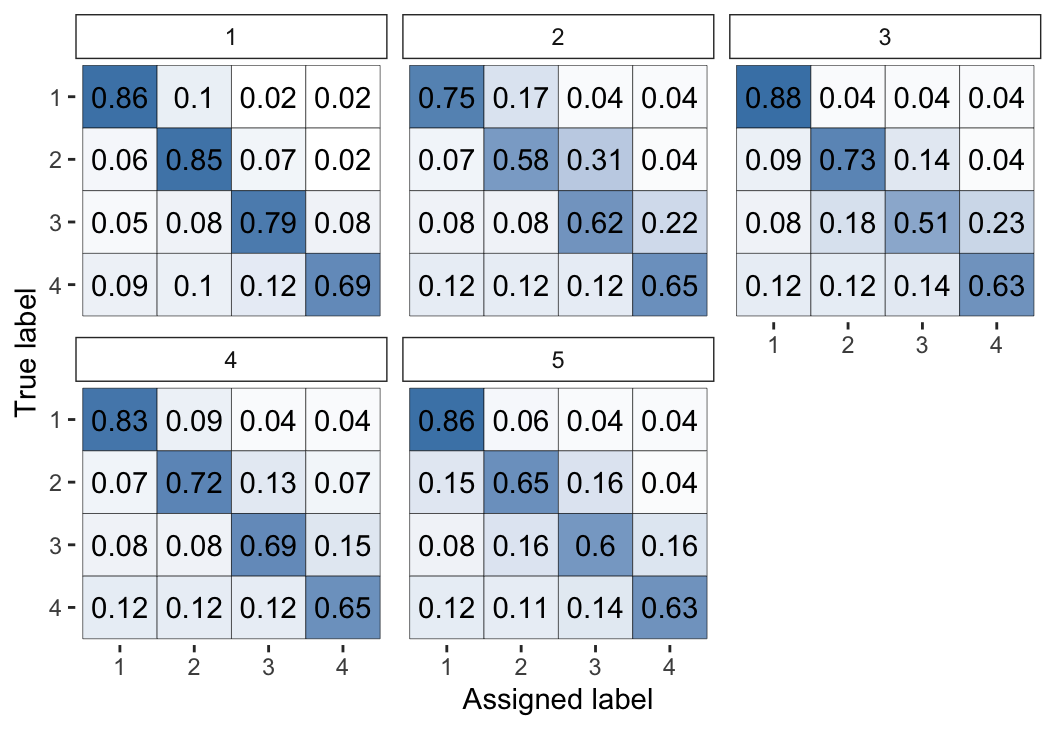 1 2 3
1 0.86 0.1 0.02 0.02 0.75 0.17 0.04 0.04 0.88 0.04 0.04 0.04
2 0.06 0.85 0.07 0.02 0.07 0.58 0.31 0.04 0.09 0.73 0.14 0.04
3 0.05 0.08 0.79 0.08 0.08 0.08 0.62 0.22 0.08 0.18 0.51 0.23
4 0.09 0.1 0.12 0.69 0.12 0.12 0.12 0.65 0.12 0.12 0.14 0.63
1 2 3 4
True label
4 5
1 0.83 0.09 0.04 0.04 0.86 0.06 0.04 0.04
2 0.07 0.72 0.13 0.07 0.15 0.65 0.16 0.04
3 0.08 0.08 0.69 0.15 0.08 0.16 0.6 0.16
4 0.12 0.12 0.12 0.65 0.12 0.11 0.14 0.63
1 2 3 4 1 2 3 4
Assigned label